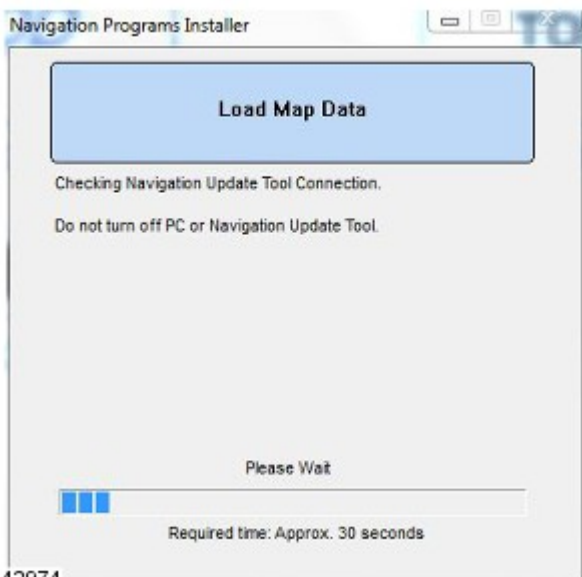 Navigation Programs Installer
Load Map Data
Checking Navigation Update Tool Connection.
Do not turn off PC or Navigation Update Tool.
Please Wait
Required time: Approx. 30 seconds